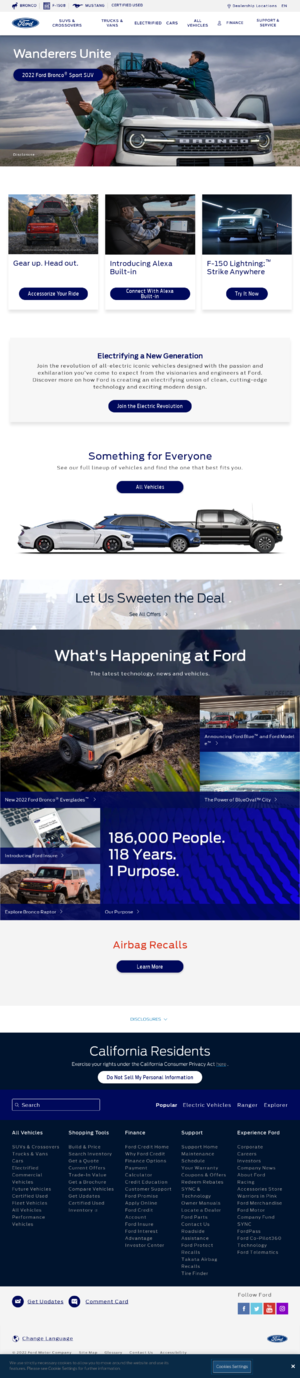 BRONCO F-150® MUSTANG CERTIFIED USED Dealership Locations EN
Ford SUVS & CROSSOVERS TRUCKS & VANS ELECTRIFIED CARS ALL VEHICLES FINANCE SUPPORT & SERVICE
Wanderers Unite
2022 Ford Bronco® Sport SUV
BRONCO
Gear up. Head out.
Accessorize Your Ride
Introducing Alexa
Built-in
Connect With Alexa
Built-in
F-150 Lightning:™
Strike Anywhere
Try It Now
Electrifying a New Generation
Join the revolution of all-electric iconic vehicles designed with the passion and
exhilaration you've come to expect from the visionaries and engineers at Ford.
Discover more on how Ford is creating an electrifying union of clean, cutting-edge
technology and exciting modern design.
Join the Electric Revolution
Something for Everyone
See our full lineup of vehicles and find the one that best fits you.
All Vehicles
Let Us Sweeten the Deal
See All Offers
What's Happening at Ford
The latest technology, news and vehicles.
New 2022 Ford Bronco® Everglades™
Announcing Ford Blue™ and Ford Model
e™
The Power of BlueOval™ City
Introducing Ford Insure
Explore Bronco Raptor
186,000 People.
118 Years.
1 Purpose.
Our Purpose
Airbag Recalls
Learn More
DISCLOSURES
California Residents
Exercise your rights under the California Consumer Privacy Act here.
Do Not Sell My Personal Information
Search
Popular Electric Vehicles Ranger Explorer
All Vehicles
SUVS & Crossovers
Trucks & Vans
Cars
Electrified
Commercial
Vehicles
Future Vehicles
Certified Used
Fleet Vehicles
All Vehicles
Performance
Vehicles
Shopping Tools
Build & Price
Search Inventory
Get a Quote
Current Offers
Trade-In Value
Get a Brochure
Compare Vehicles
Get Updates
Certified Used
Inventory
Finance
Ford Credit Home
Why Ford Credit
Finance Options
Payment
Calculator
Credit Education
Customer Support
Ford Promise
Apply Online
Ford Credit
Account
Ford Insure
Ford Interest
Advantage
Investor Center
Support
Support Home
Maintenance
Schedule
Your Warranty
Coupons & Offers
Redeem Rebates
SYNC &
Technology
Owner Manuals
Locate a Dealer
Ford Parts
Contact Us
Roadside
Assistance
Ford Protect
Recalls
Takata Airbag
Recalls
Tire Finder
Experience Ford
Corporate
Careers
Investors
Company News
About Ford
Racing
Accessories Store
Warriors in Pink
Ford Merchandise
Ford Motor
Company Fund
SYNC
FordPass
Ford Co-Pilot360
Technology
Ford Telematics
Get Updates
Comment Card
Follow Ford
Change Language
Ford
© 2022 Ford Motor Company Site Map Glossary Contact Us Accessibility
Cookies Settings